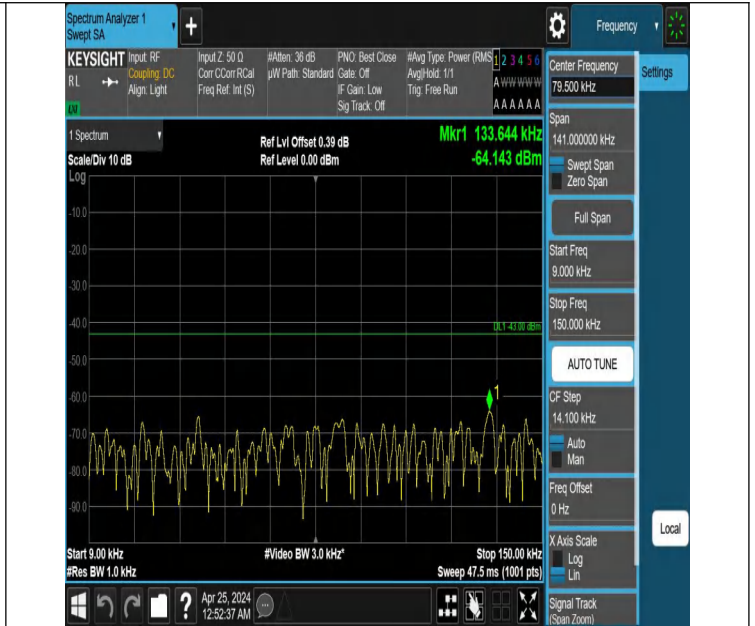 Spectrum Analyzer 1
Swept SA
+
Frequency
KEYSIGHT
RL
LXI
Input: RF
Coupling: DC
Align: Light
Input Z: 50 Ω
Corr CCorr RCal
Freq Ref: Int (S)
#Atten: 36 dB
µW Path: Standard
PNO: Best Close
Gate: Off
IF Gain: Low
Sig Track: Off
#Avg Type: Power (RMS
Avg|Hold: 1/1
Trig: Free Run
1 2 3 4 5 6
A W W W W W
A A A A A A
1 Spectrum
Scale/Div 10 dB
Log
Ref Lvl Offset 0.39 dB
Ref Level 0.00 dBm
Mkr1 133.644 kHz
-64.143 dBm
-10.0
-20.0
-30.0
-40.0
DL1 -43.00 dBm
-50.0
-60.0
1
-70.0
-80.0
-90.0
Start 9.00 kHz
#Res BW 1.0 kHz
#Video BW 3.0 kHz*
Stop 150.00 kHz
Sweep 47.5 ms (1001 pts)
?
Apr 25, 2024
12:52:37 AM
Center Frequency
79.500 kHz
Settings
Span
141.000000 kHz
Swept Span
Zero Span
Full Span
Start Freq
9.000 kHz
Stop Freq
150.000 kHz
AUTO TUNE
CF Step
14.100 kHz
Auto
Man
Freq Offset
0 Hz
Local
X Axis Scale
Log
Lin
Signal Track
(Span Zoom)